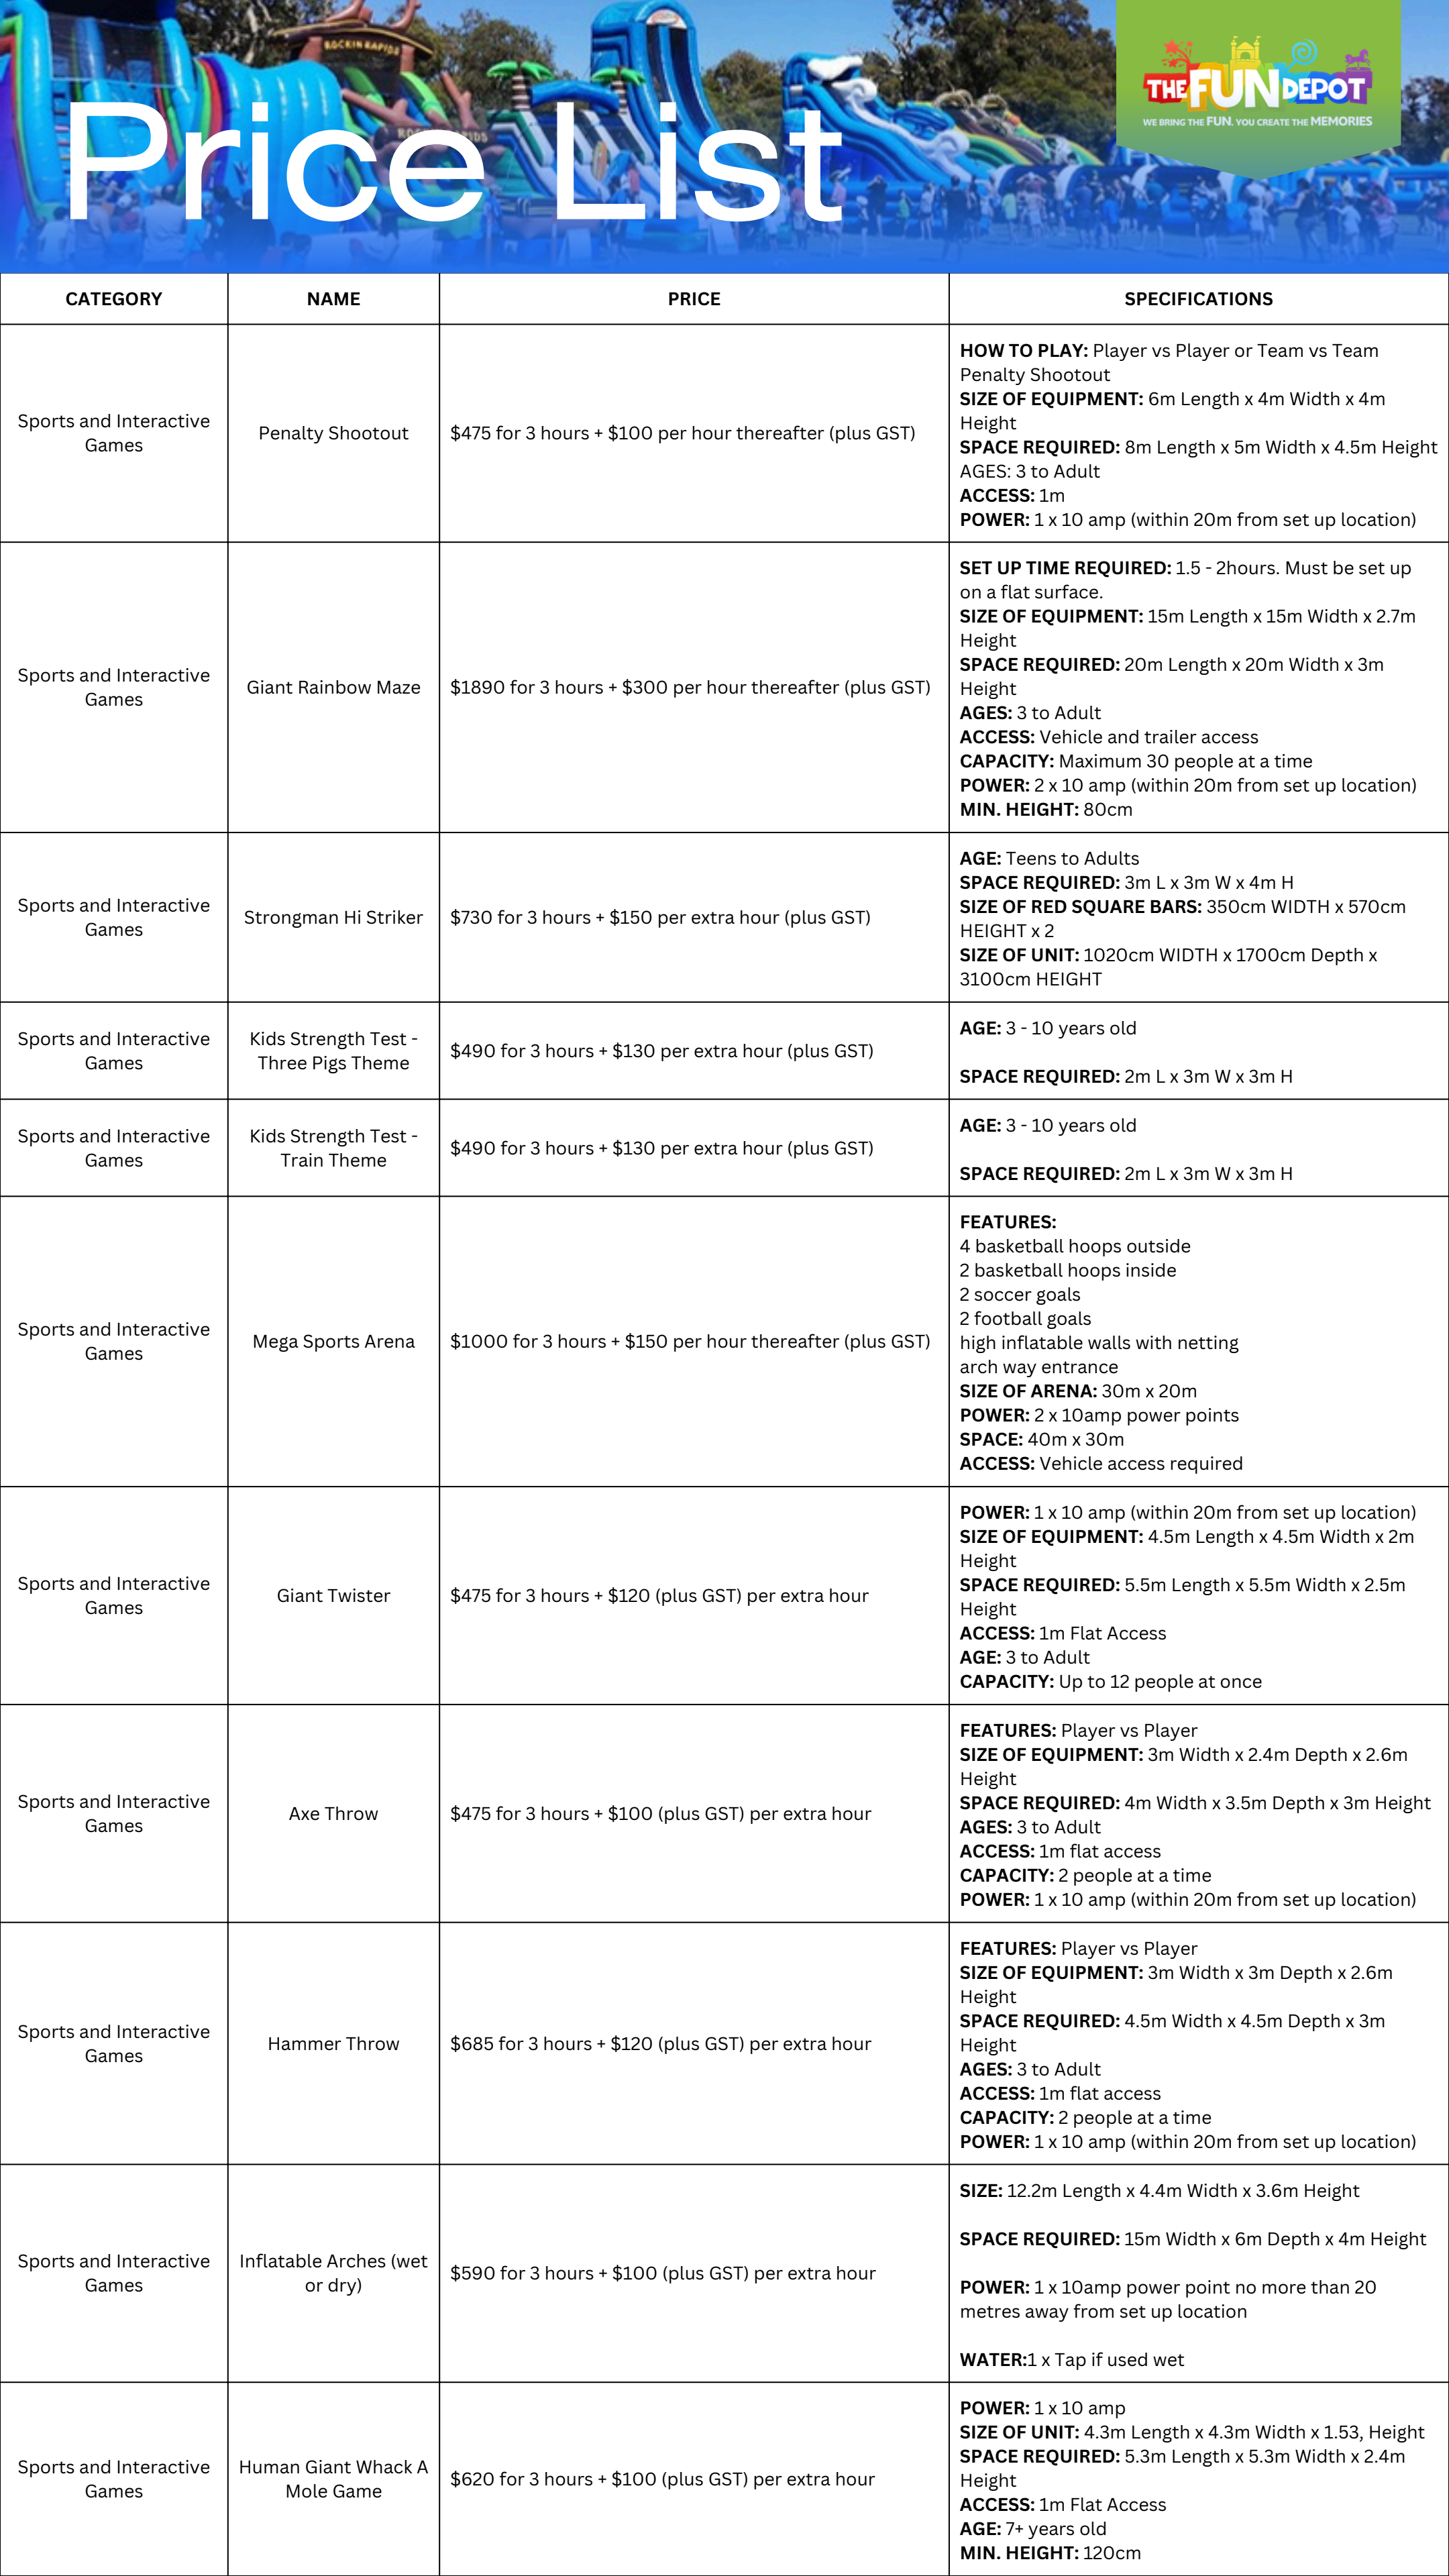 ROCKIN RAPIDS
ROCKIN RAPIDS
Price List
THE FUN DEPOT
WE BRING THE FUN. YOU CREATE THE MEMORIES
CATEGORY
NAME
PRICE
SPECIFICATIONS
Sports and Interactive
Games
Penalty Shootout
$475 for 3 hours + $100 per hour thereafter (plus GST)
HOW TO PLAY: Player vs Player or Team vs Team
Penalty Shootout
SIZE OF EQUIPMENT: 6m Length x 4m Width x 4m
Height
SPACE REQUIRED: 8m Length x 5m Width x 4.5m Height
AGES: 3 to Adult
ACCESS: 1m
POWER: 1 x 10 amp (within 20m from set up location)
Sports and Interactive
Games
Giant Rainbow Maze
$1890 for 3 hours + $300 per hour thereafter (plus GST)
SET UP TIME REQUIRED: 1.5 - 2hours. Must be set up
on a flat surface.
SIZE OF EQUIPMENT: 15m Length x 15m Width x 2.7m
Height
SPACE REQUIRED: 20m Length x 20m Width x 3m
Height
AGES: 3 to Adult
ACCESS: Vehicle and trailer access
CAPACITY: Maximum 30 people at a time
POWER: 2 x 10 amp (within 20m from set up location)
MIN. HEIGHT: 80cm
Sports and Interactive
Games
Strongman Hi Striker
$730 for 3 hours + $150 per extra hour (plus GST)
AGE: Teens to Adults
SPACE REQUIRED: 3m L x 3m W x 4m H
SIZE OF RED SQUARE BARS: 350cm WIDTH x 570cm
HEIGHT x 2
SIZE OF UNIT: 1020cm WIDTH x 1700cm Depth x
3100cm HEIGHT
Sports and Interactive
Games
Kids Strength Test -
Three Pigs Theme
$490 for 3 hours + $130 per extra hour (plus GST)
AGE: 3 - 10 years old
SPACE REQUIRED: 2m L x 3m W x 3m H
Sports and Interactive
Games
Kids Strength Test -
Train Theme
$490 for 3 hours + $130 per extra hour (plus GST)
AGE: 3 - 10 years old
SPACE REQUIRED: 2m L x 3m W x 3m H
Sports and Interactive
Games
Mega Sports Arena
$1000 for 3 hours + $150 per hour thereafter (plus GST)
FEATURES:
4 basketball hoops outside
2 basketball hoops inside
2 soccer goals
2 football goals
high inflatable walls with netting
arch way entrance
SIZE OF ARENA: 30m x 20m
POWER: 2 x 10amp power points
SPACE: 40m x 30m
ACCESS: Vehicle access required
Sports and Interactive
Games
Giant Twister
$475 for 3 hours + $120 (plus GST) per extra hour
POWER: 1 x 10 amp (within 20m from set up location)
SIZE OF EQUIPMENT: 4.5m Length x 4.5m Width x 2m
Height
SPACE REQUIRED: 5.5m Length x 5.5m Width x 2.5m
Height
ACCESS: 1m Flat Access
AGE: 3 to Adult
CAPACITY: Up to 12 people at once
Sports and Interactive
Games
Axe Throw
$475 for 3 hours + $100 (plus GST) per extra hour
FEATURES: Player vs Player
SIZE OF EQUIPMENT: 3m Width x 2.4m Depth x 2.6m
Height
SPACE REQUIRED: 4m Width x 3.5m Depth x 3m Height
AGES: 3 to Adult
ACCESS: 1m flat access
CAPACITY: 2 people at a time
POWER: 1 x 10 amp (within 20m from set up location)
Sports and Interactive
Games
Hammer Throw
$685 for 3 hours + $120 (plus GST) per extra hour
FEATURES: Player vs Player
SIZE OF EQUIPMENT: 3m Width x 3m Depth x 2.6m
Height
SPACE REQUIRED: 4.5m Width x 4.5m Depth x 3m
Height
AGES: 3 to Adult
ACCESS: 1m flat access
CAPACITY: 2 people at a time
POWER: 1 x 10 amp (within 20m from set up location)
Sports and Interactive
Games
Inflatable Arches (wet
or dry)
$590 for 3 hours + $100 (plus GST) per extra hour
SIZE: 12.2m Length x 4.4m Width x 3.6m Height
SPACE REQUIRED: 15m Width x 6m Depth x 4m Height
POWER: 1 x 10amp power point no more than 20
metres away from set up location
WATER:1 x Tap if used wet
Sports and Interactive
Games
Human Giant Whack A
Mole Game
$620 for 3 hours + $100 (plus GST) per extra hour
POWER: 1 x 10 amp
SIZE OF UNIT: 4.3m Length x 4.3m Width x 1.53, Height
SPACE REQUIRED: 5.3m Length x 5.3m Width x 2.4m
Height
ACCESS: 1m Flat Access
AGE: 7+ years old
MIN. HEIGHT: 120cm